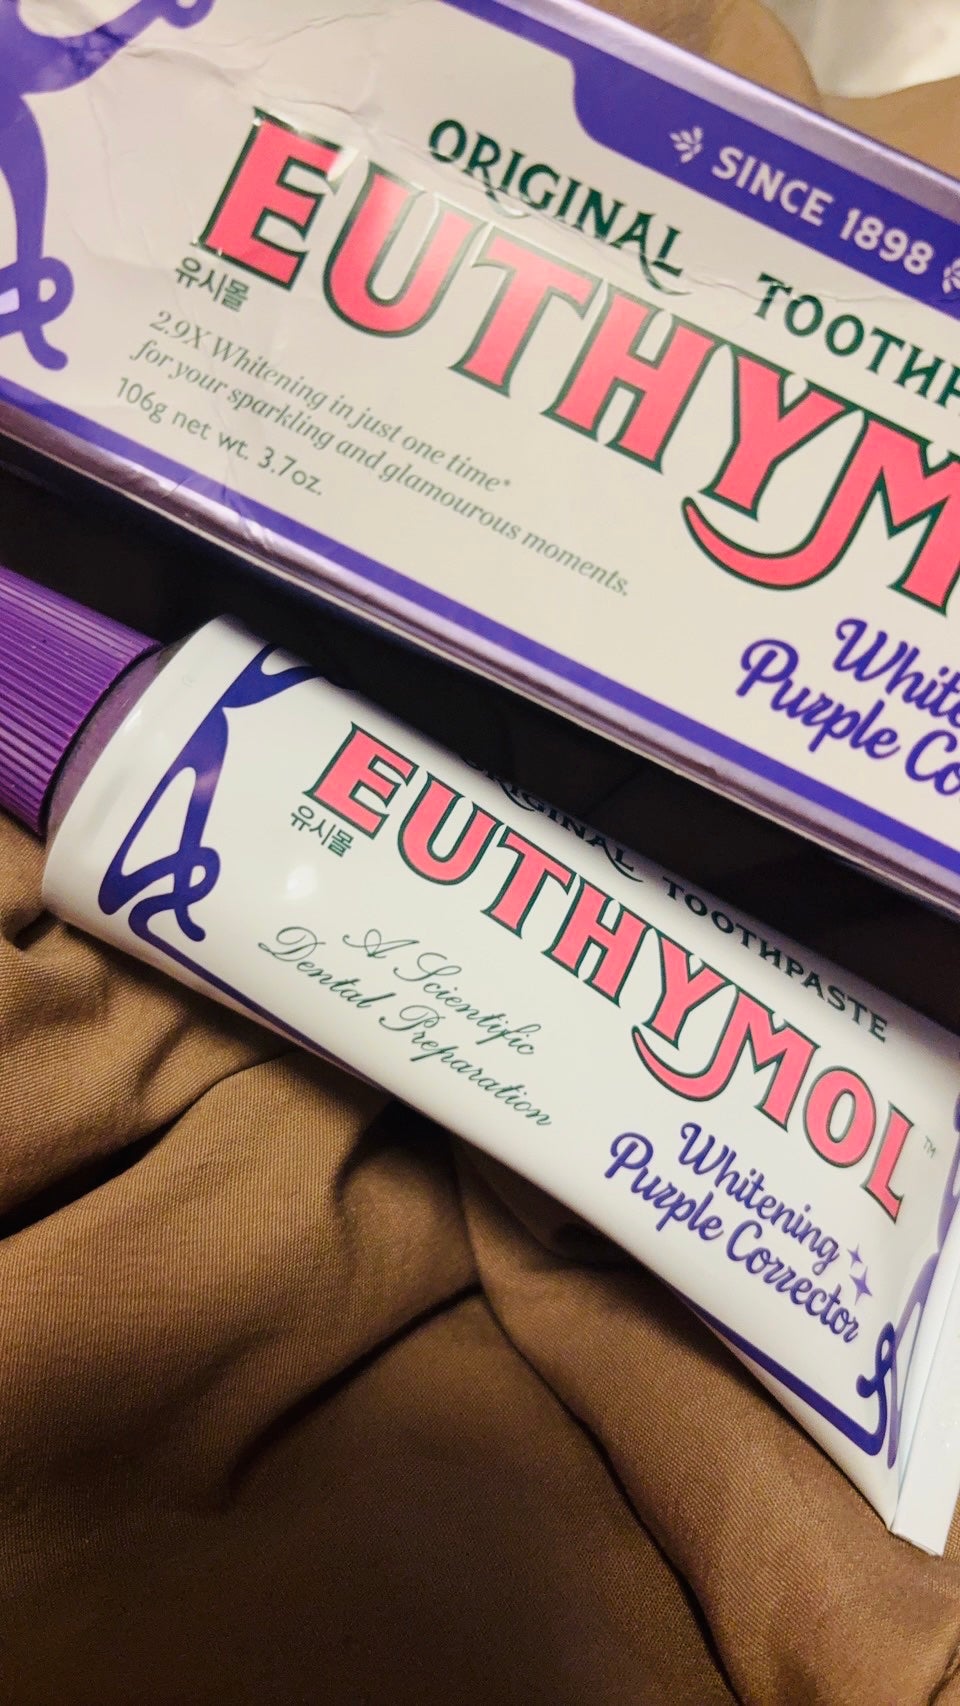 SINCE 1898
ORIGINAL TOOTHP
EUTHYM
유시몰
2.9X Whitening in just one time*
for your sparkling and glamourous moments.
106g net wt. 3.7oz.
White
Purple Co
ORIGINAL TOOTHPASTE
EUTHYMOL™
유시몰
A Scientific
Dental Preparation
Whitening
Purple Corrector